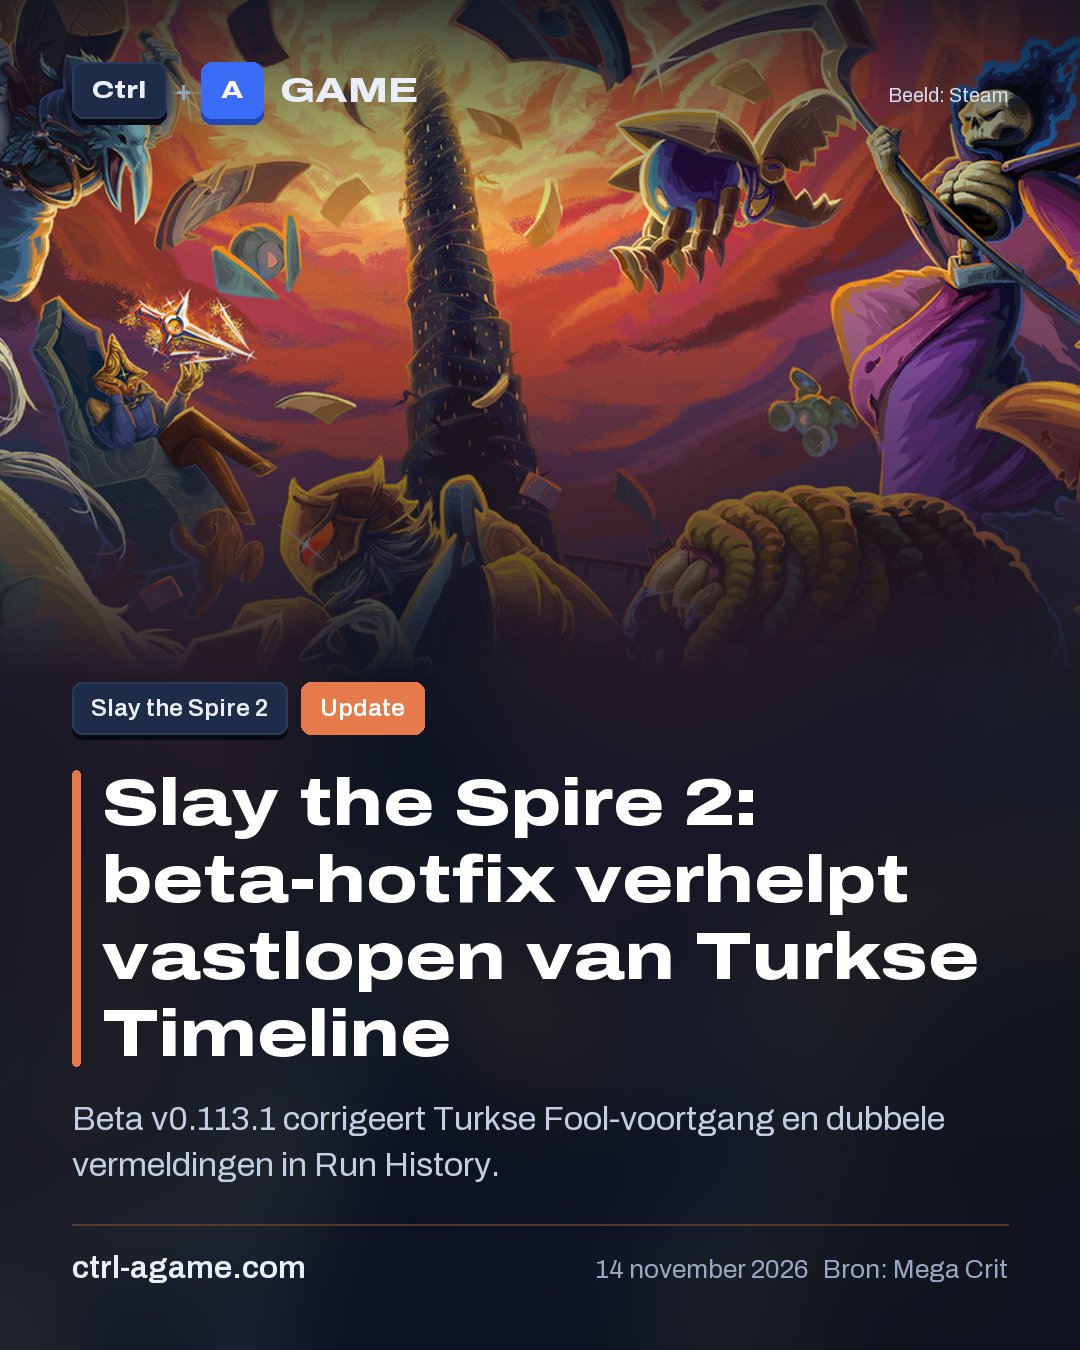 Ctrl + A GAME
Beeld: Steam
Slay the Spire 2 Update
Slay the Spire 2:
beta-hotfix verhelpt
vastlopen van Turkse
Timeline
Beta v0.113.1 corrigeert Turkse Fool-voortgang en dubbele
vermeldingen in Run History.
ctrl-agame.com
14 november 2026 Bron: Mega Crit